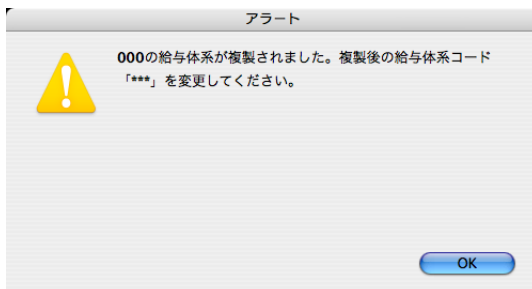 アラート
000の給与体系が複製されました。複製後の給与体系コード
「***」を変更してください。
OK